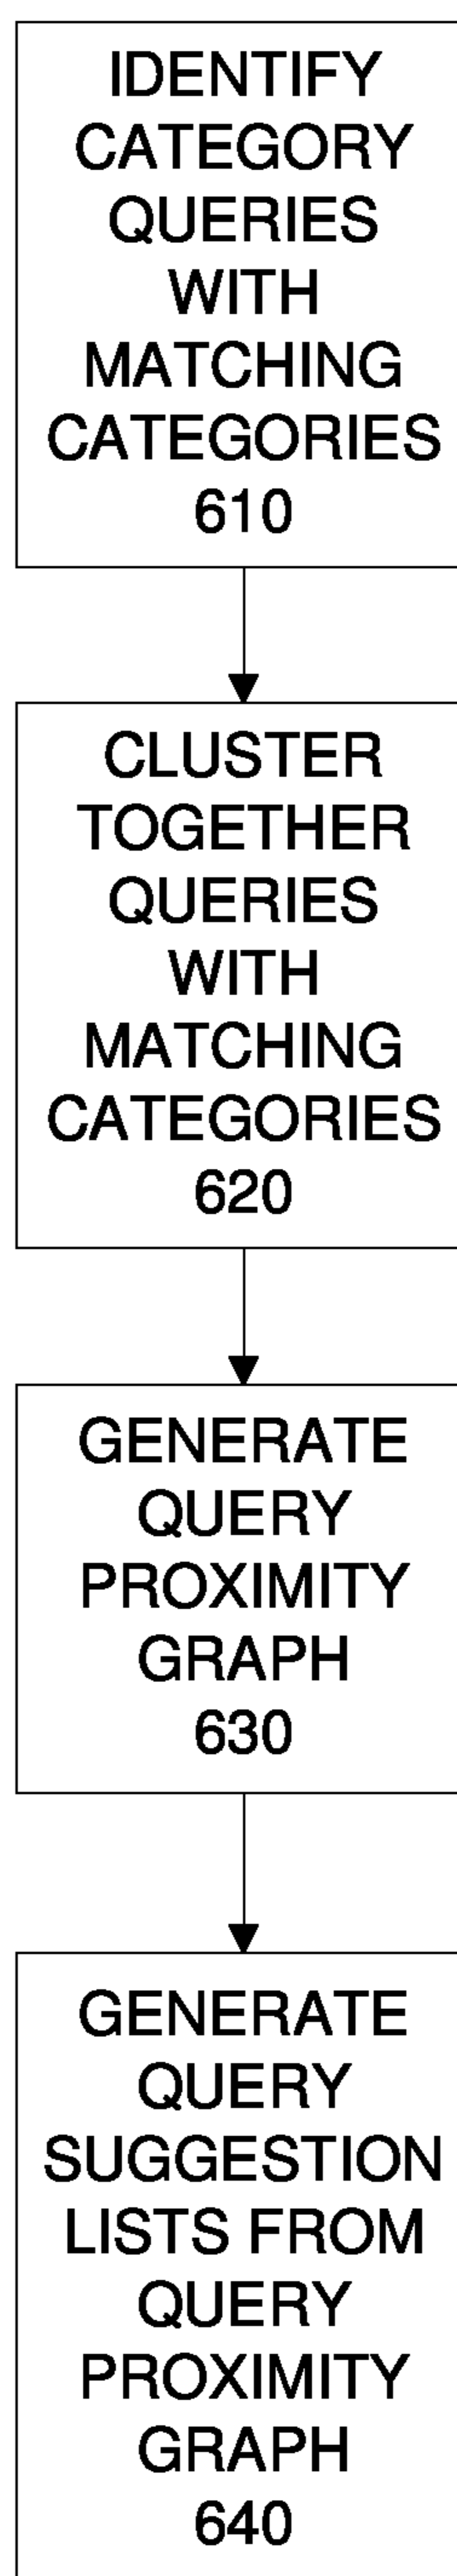 IDENTIFY
CATEGORY
QUERIES
WITH
MATCHING
CATEGORIES
610
CLUSTER
TOGETHER
QUERIES
WITH
MATCHING
CATEGORIES
620
GENERATE
QUERY
PROXIMITY
GRAPH
630
GENERATE
QUERY
SUGGESTION
LISTS FROM
QUERY
PROXIMITY
GRAPH
640